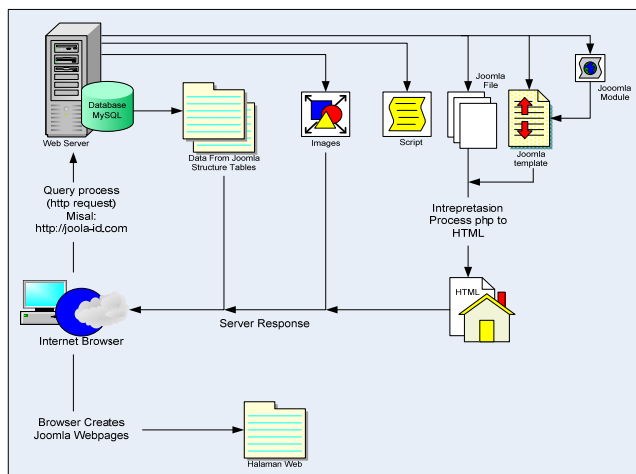 Database
MySQL
Web Server
Data From Joomla
Structure Tables
Images
Script
Joomla
File
Joomla
template
Jooomla
Module
Query process
(http request)
Misal:
http://joola-id.com
Intrepretasion
Process php to
HTML
HTML
Server Response
Internet Browser
Browser Creates
Joomla Webpages
Halaman Web